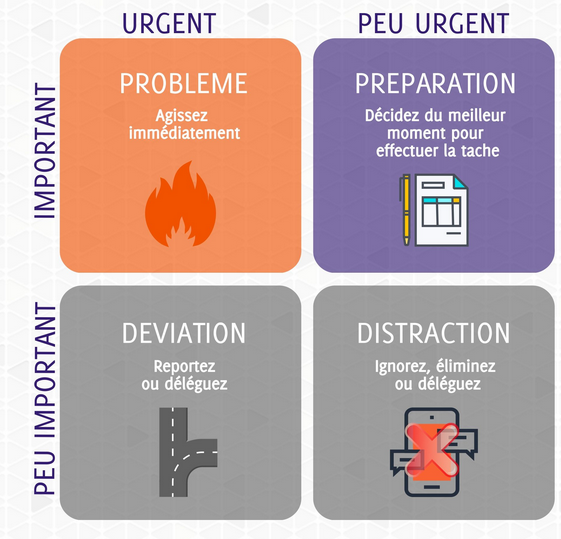 URGENT
PEU URGENT
IMPORTANT
PROBLEME
Agissez
immédiatement
PREPARATION
Décidez du meilleur
moment pour
effectuer la tache
PEU IMPORTANT
DEVIATION
Reportez
ou déléguez
DISTRACTION
Ignorez, éliminez
ou déléguez